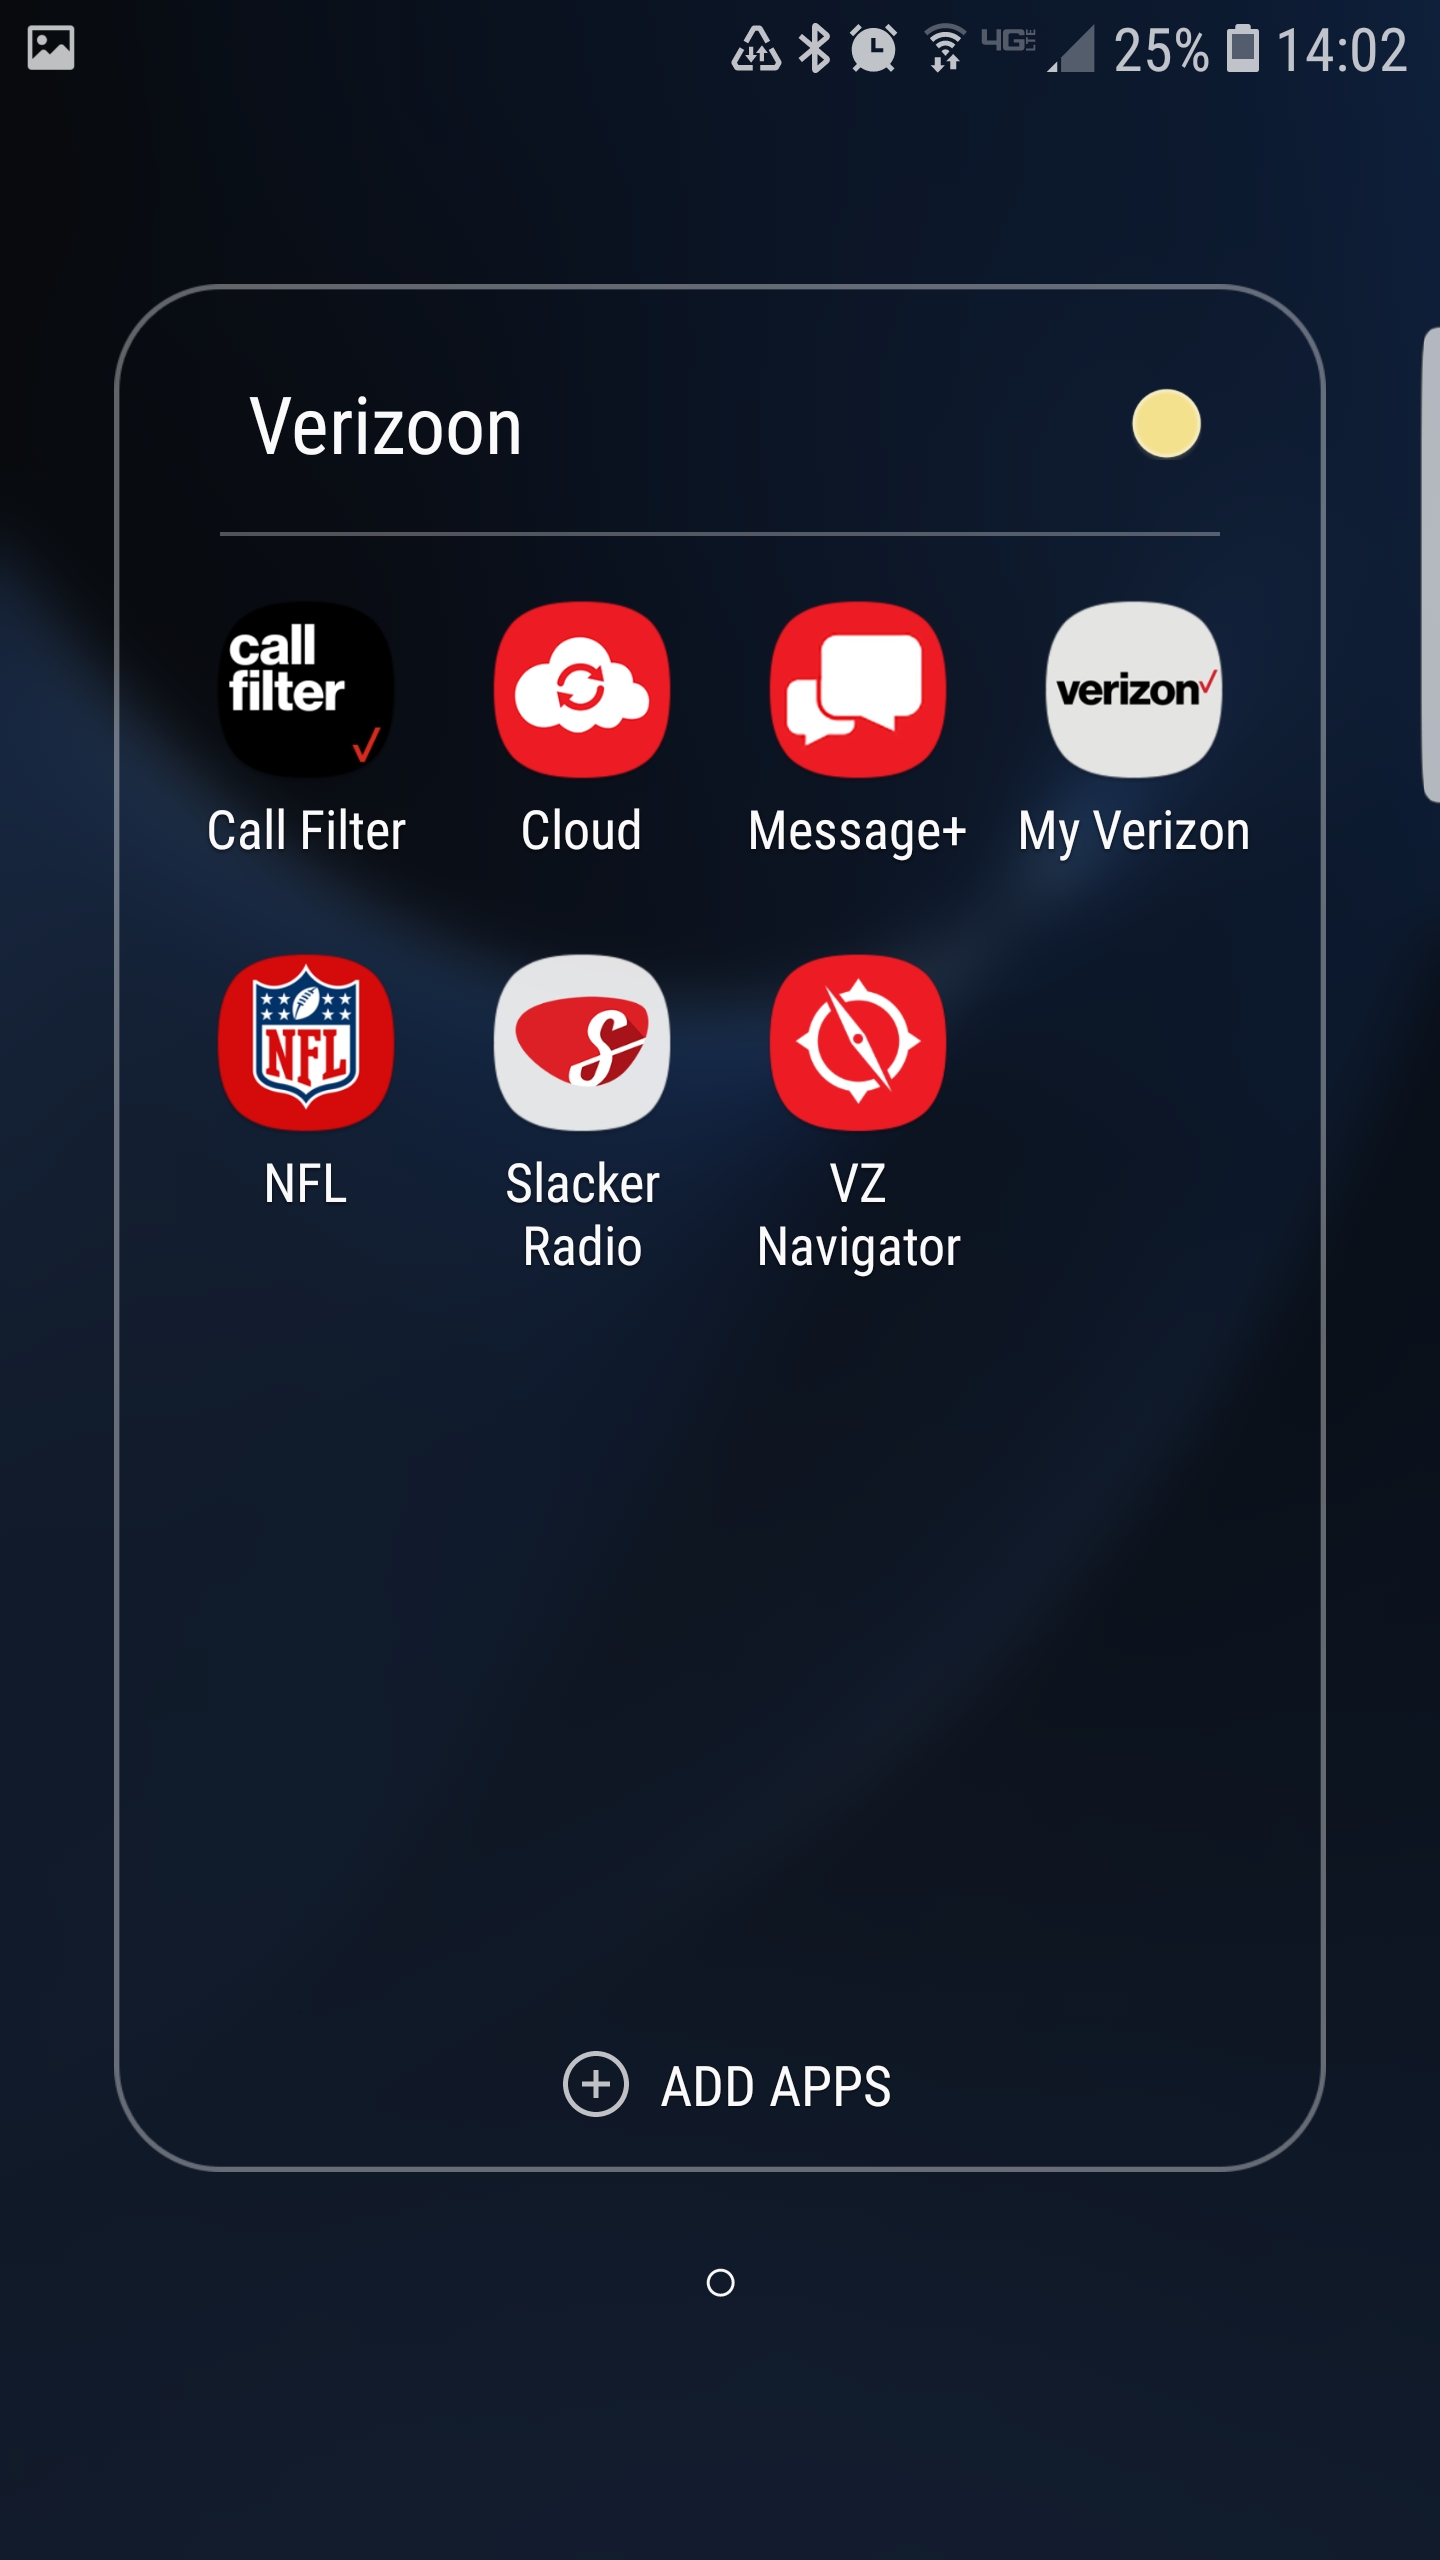 4G LTE 25% 14:02
Verizoon
call
filter
verizon
Call Filter Cloud Message+ My Verizon
NFL
NFL Slacker VZ
Radio Navigator
ADD APPS